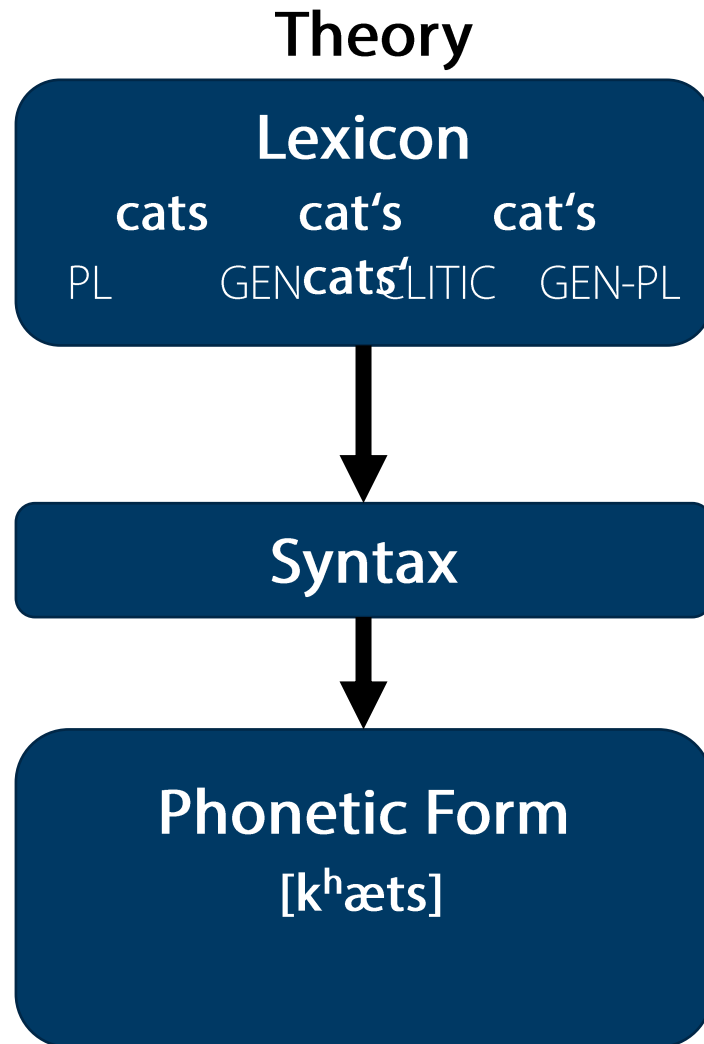 Theory
Lexicon
cats cat‘s cat‘s
cats‘
PL GEN CLITIC GEN-PL
Syntax
Phonetic Form
[kʰæts]